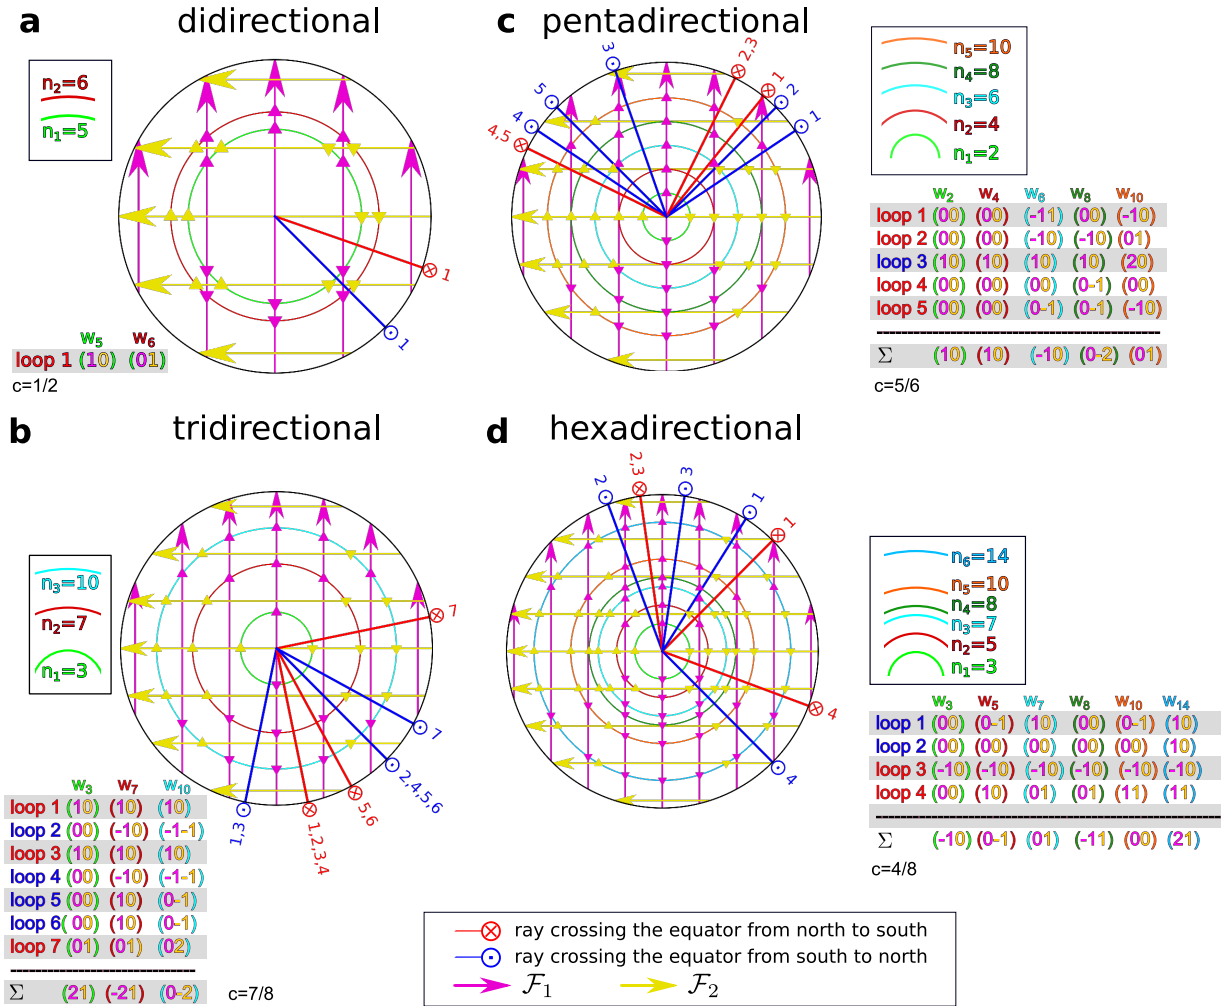 a didirectional
n2=6
n1=5
1
1
w5 w6
loop 1 (10) (01)
c=1/2
c pentadirectional
3
2,3
1
5
2
4
1
4,5
n5=10
n4=8
n3=6
n2=4
n1=2
w2 w4 w6 w8 w10
loop 1 (00) (00) (-11) (00) (-10)
loop 2 (00) (00) (-10) (-10) (01)
loop 3 (10) (10) (10) (10) (20)
loop 4 (00) (00) (00) (0-1) (00)
loop 5 (00) (00) (0-1) (0-1) (-10)
Σ (10) (10) (-10) (0-2) (01)
c=5/6
b tridirectional
n3=10
n2=7
n1=3
7
7
2,4,5,6
5,6
1,2,3,4
1,3
w3 w7 w10
loop 1 (10) (10) (10)
loop 2 (00) (-10) (-1-1)
loop 3 (10) (10) (10)
loop 4 (00) (-10) (-1-1)
loop 5 (00) (10) (0-1)
loop 6 (00) (10) (0-1)
loop 7 (01) (01) (02)
Σ (21) (-21) (0-2) c=7/8
d hexadirectional
2,3
3
2
1
1
4
4
n6=14
n5=10
n4=8
n3=7
n2=5
n1=3
w3 w5 w7 w8 w10 w14
loop 1 (00) (0-1) (10) (00) (0-1) (10)
loop 2 (00) (00) (00) (00) (00) (10)
loop 3 (-10) (-10) (-10) (-10) (-10) (-10)
loop 4 (00) (10) (01) (01) (11) (11)
Σ (-10) (0-1) (01) (-11) (00) (21)
c=4/8
ray crossing the equator from north to south
ray crossing the equator from south to north
F1 F2